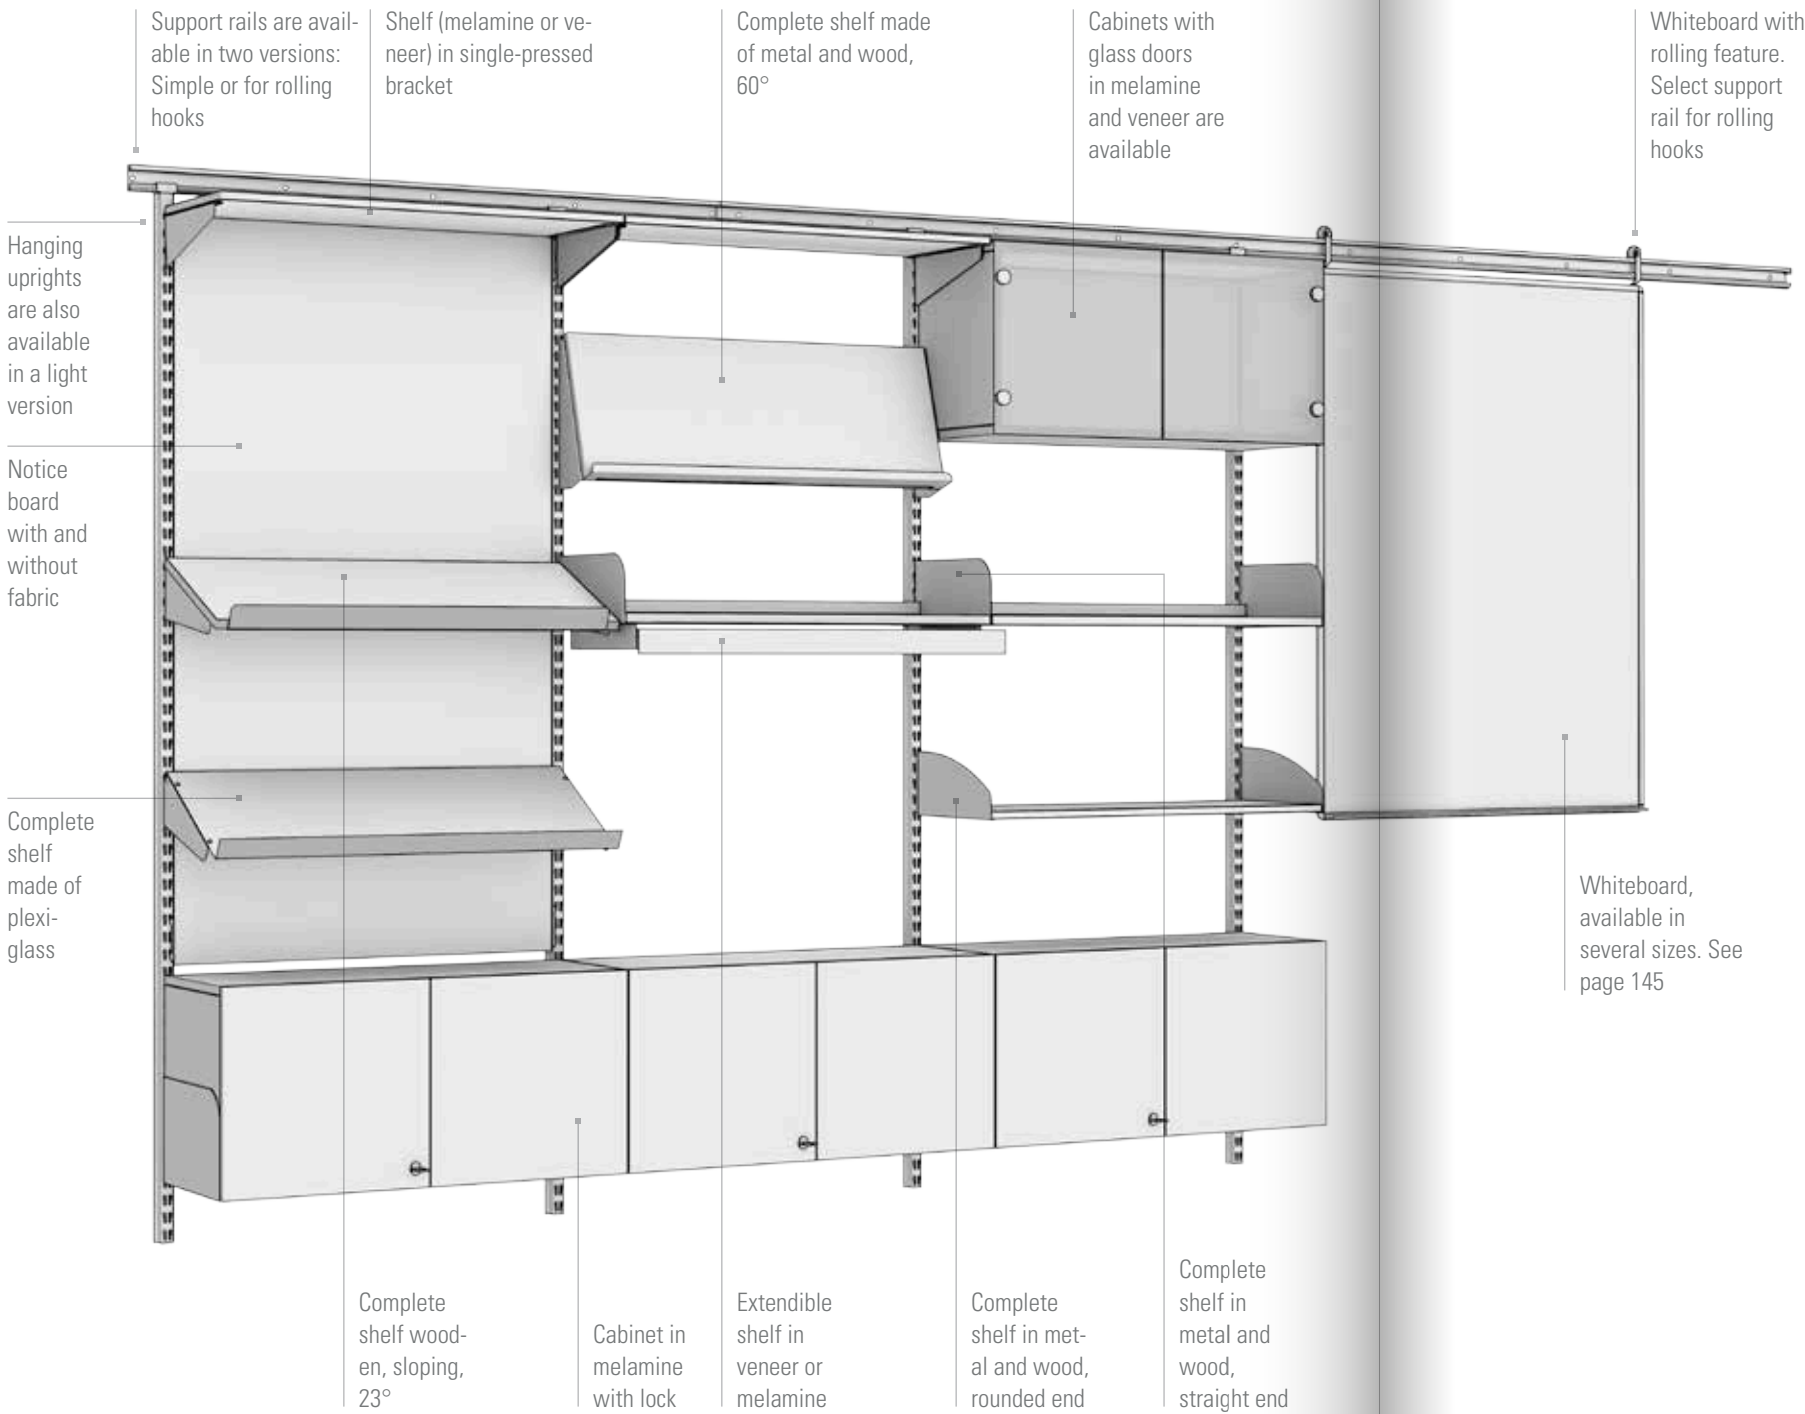 Support rails are avail-
able in two versions:
Simple or for rolling
hooks
Shelf (melamine or ve-
neer) in single-pressed
bracket
Complete shelf made
of metal and wood,
60°
Cabinets with
glass doors
in melamine
and veneer are
available
Whiteboard with
rolling feature.
Select support
rail for rolling
hooks
Hanging
uprights
are also
available
in a light
version
Notice
board
with and
without
fabric
Complete
shelf
made of
plexi-
glass
Whiteboard,
available in
several sizes. See
page 145
Complete
shelf wood-
en, sloping,
23°
Cabinet in
melamine
with lock
Extendible
shelf in
veneer or
melamine
Complete
shelf in met-
al and wood,
rounded end
Complete
shelf in
metal and
wood,
straight end